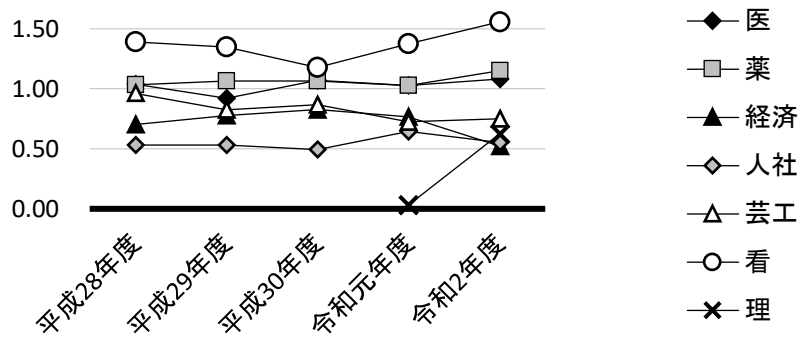 1.50
1.00
0.50
0.00
平成28年度
平成29年度
平成30年度
令和元年度
令和2年度
医
薬
経済
人社
芸工
看
理